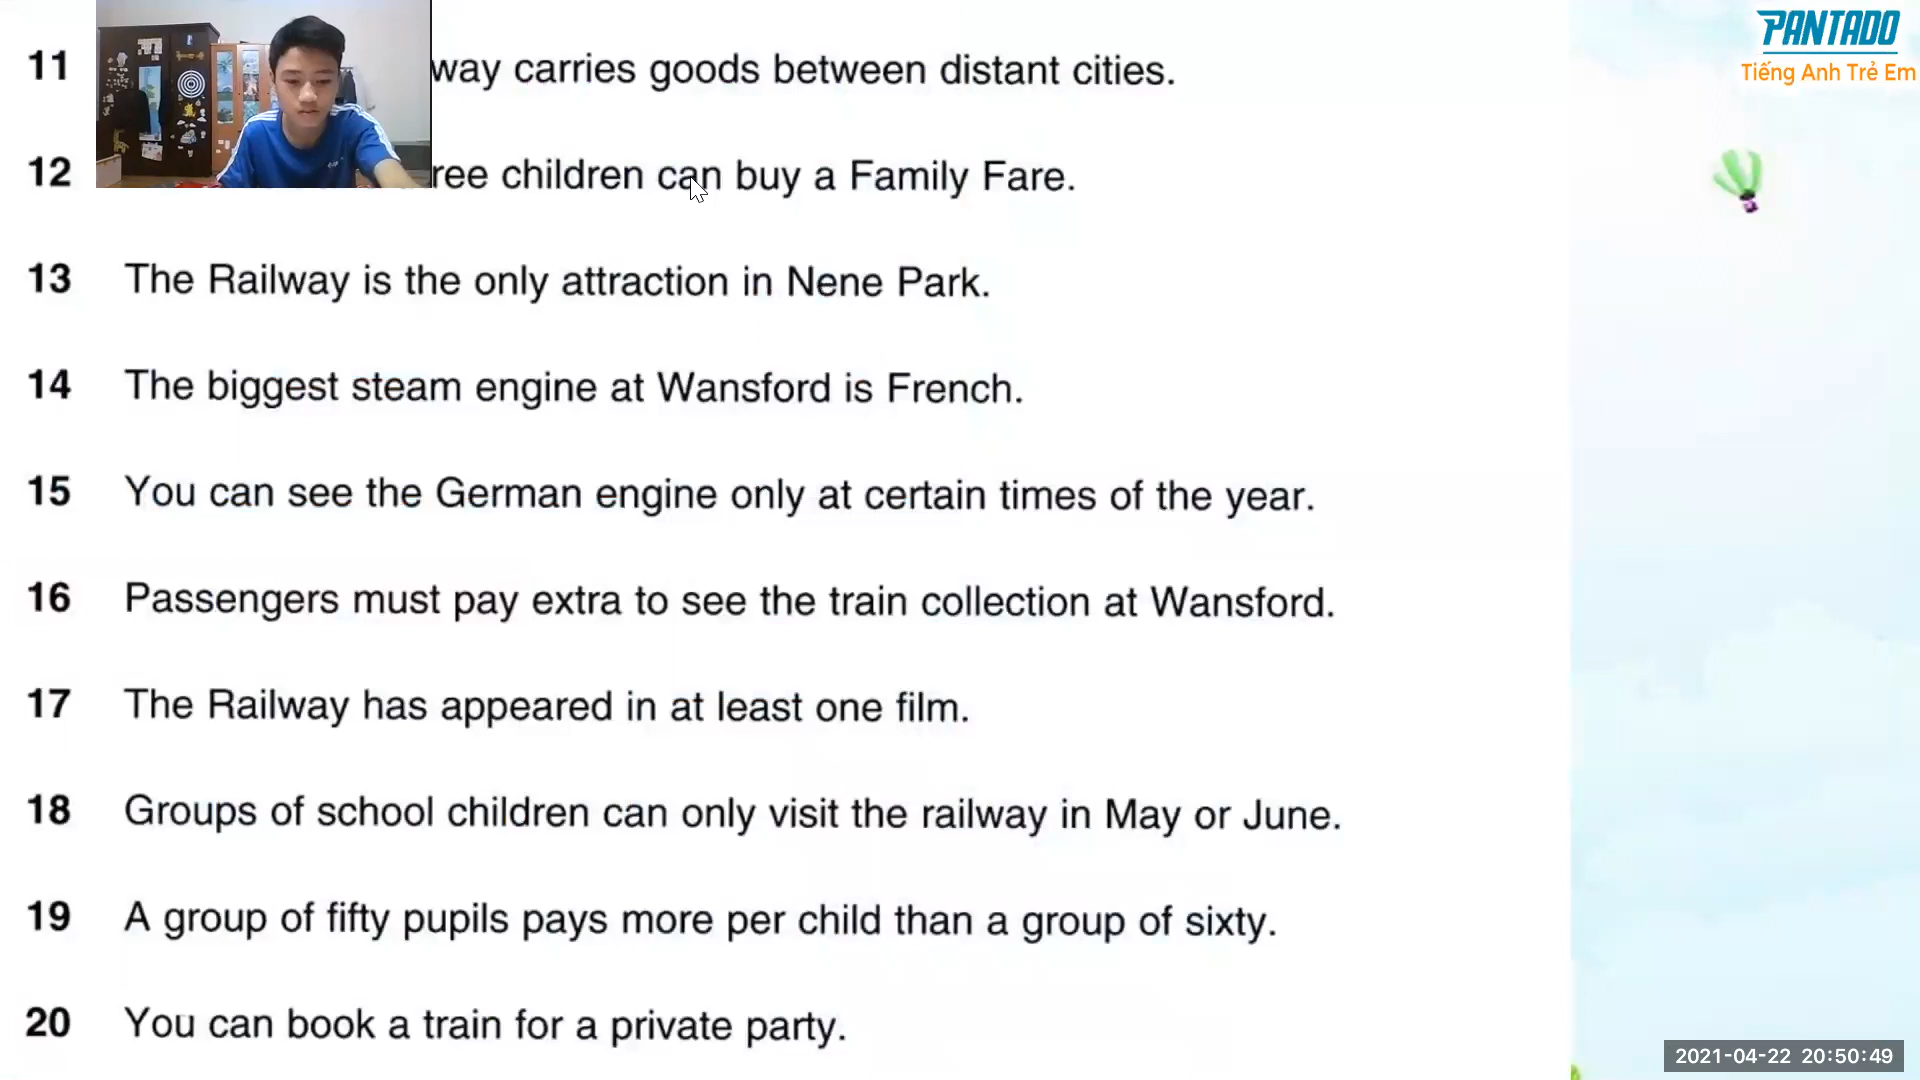 PANTADO
Tiếng Anh Trẻ Em
11 way carries goods between distant cities.
12 ree children can buy a Family Fare.
13 The Railway is the only attraction in Nene Park.
14 The biggest steam engine at Wansford is French.
15 You can see the German engine only at certain times of the year.
16 Passengers must pay extra to see the train collection at Wansford.
17 The Railway has appeared in at least one film.
18 Groups of school children can only visit the railway in May or June.
19 A group of fifty pupils pays more per child than a group of sixty.
20 You can book a train for a private party.
2021-04-22 20:50:49